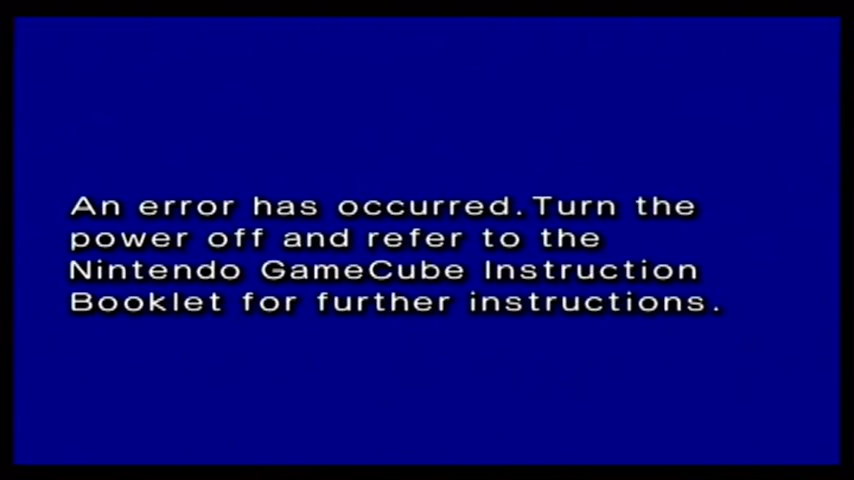 An error has occurred. Turn the
power off and refer to the
Nintendo GameCube Instruction
Booklet for further instructions.